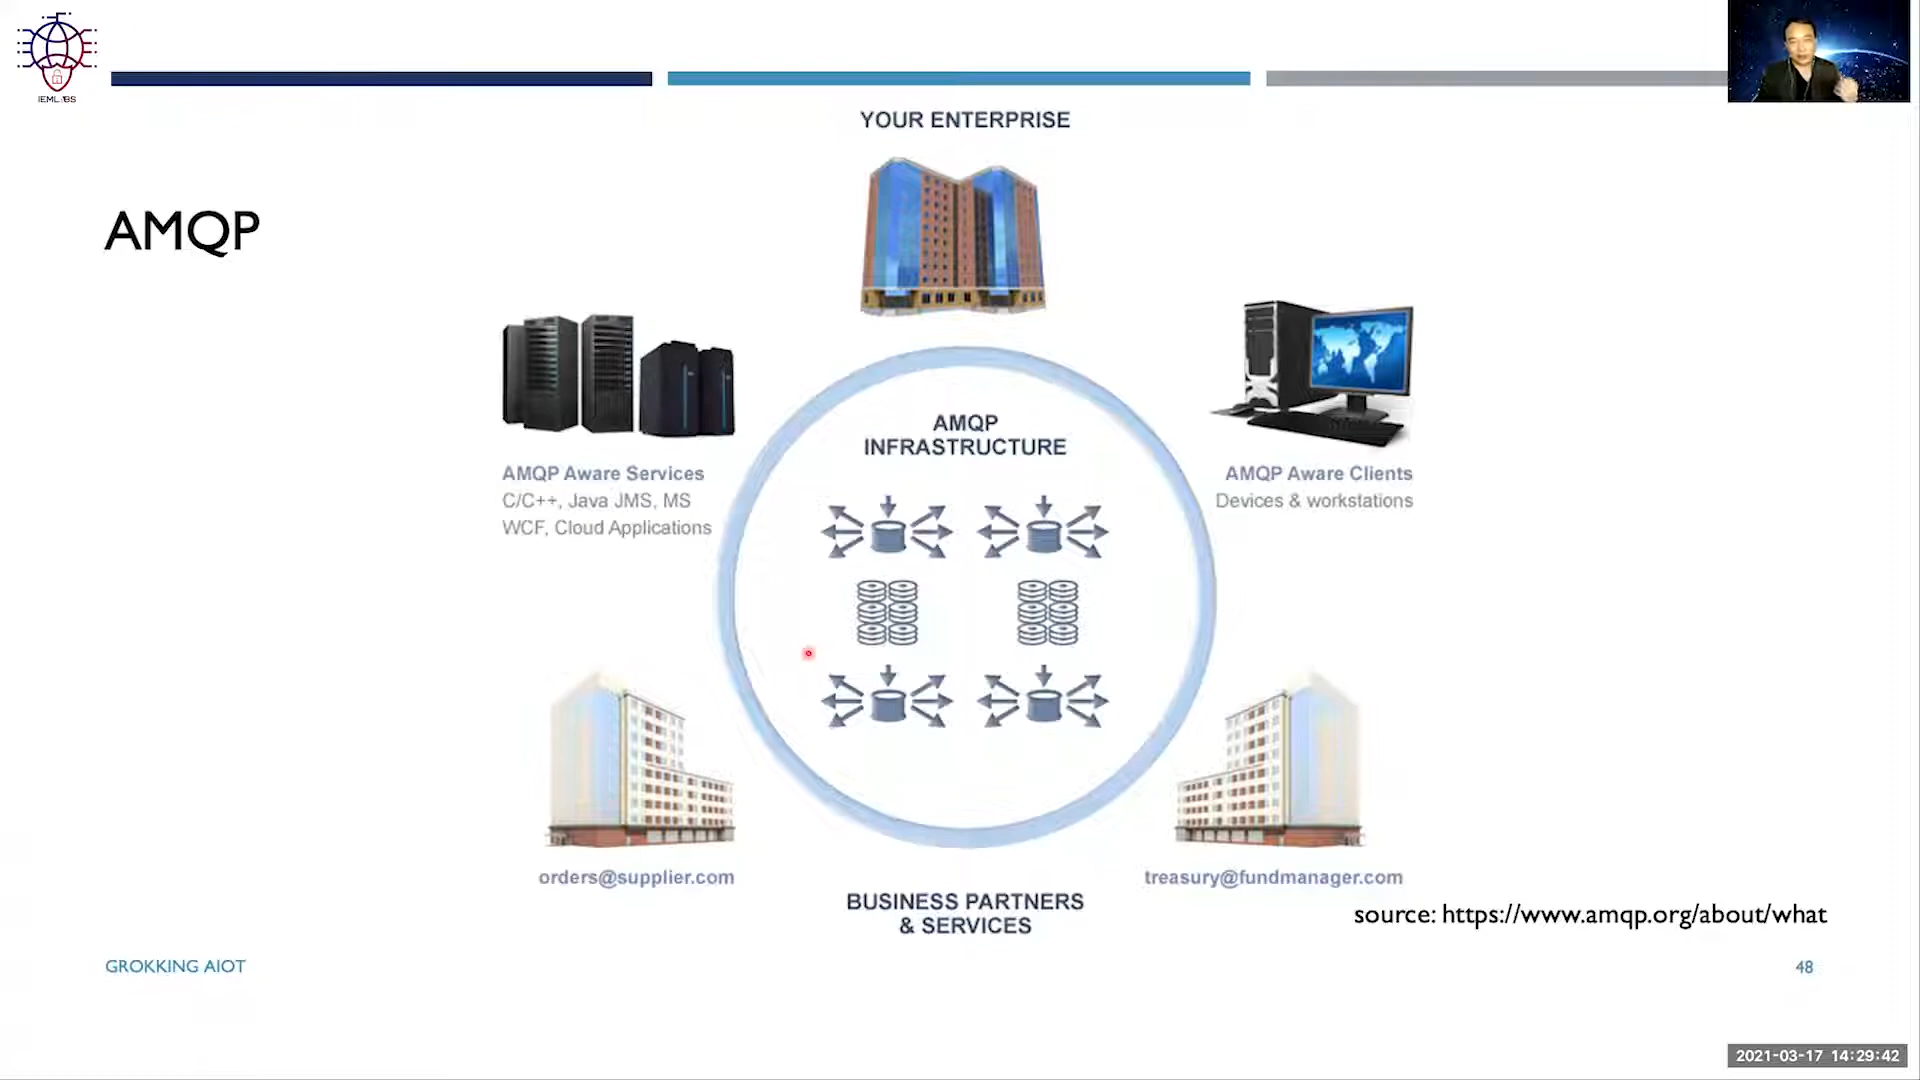 IEMLABS
YOUR ENTERPRISE
AMQP
AMQP
INFRASTRUCTURE
AMQP Aware Services
C/C++, Java JMS, MS
WCF, Cloud Applications
AMQP Aware Clients
Devices & workstations
orders@supplier.com
treasury@fundmanager.com
BUSINESS PARTNERS
& SERVICES
source: https://www.amqp.org/about/what
GROKKING AIOT
48
2021-03-17 14:29:42